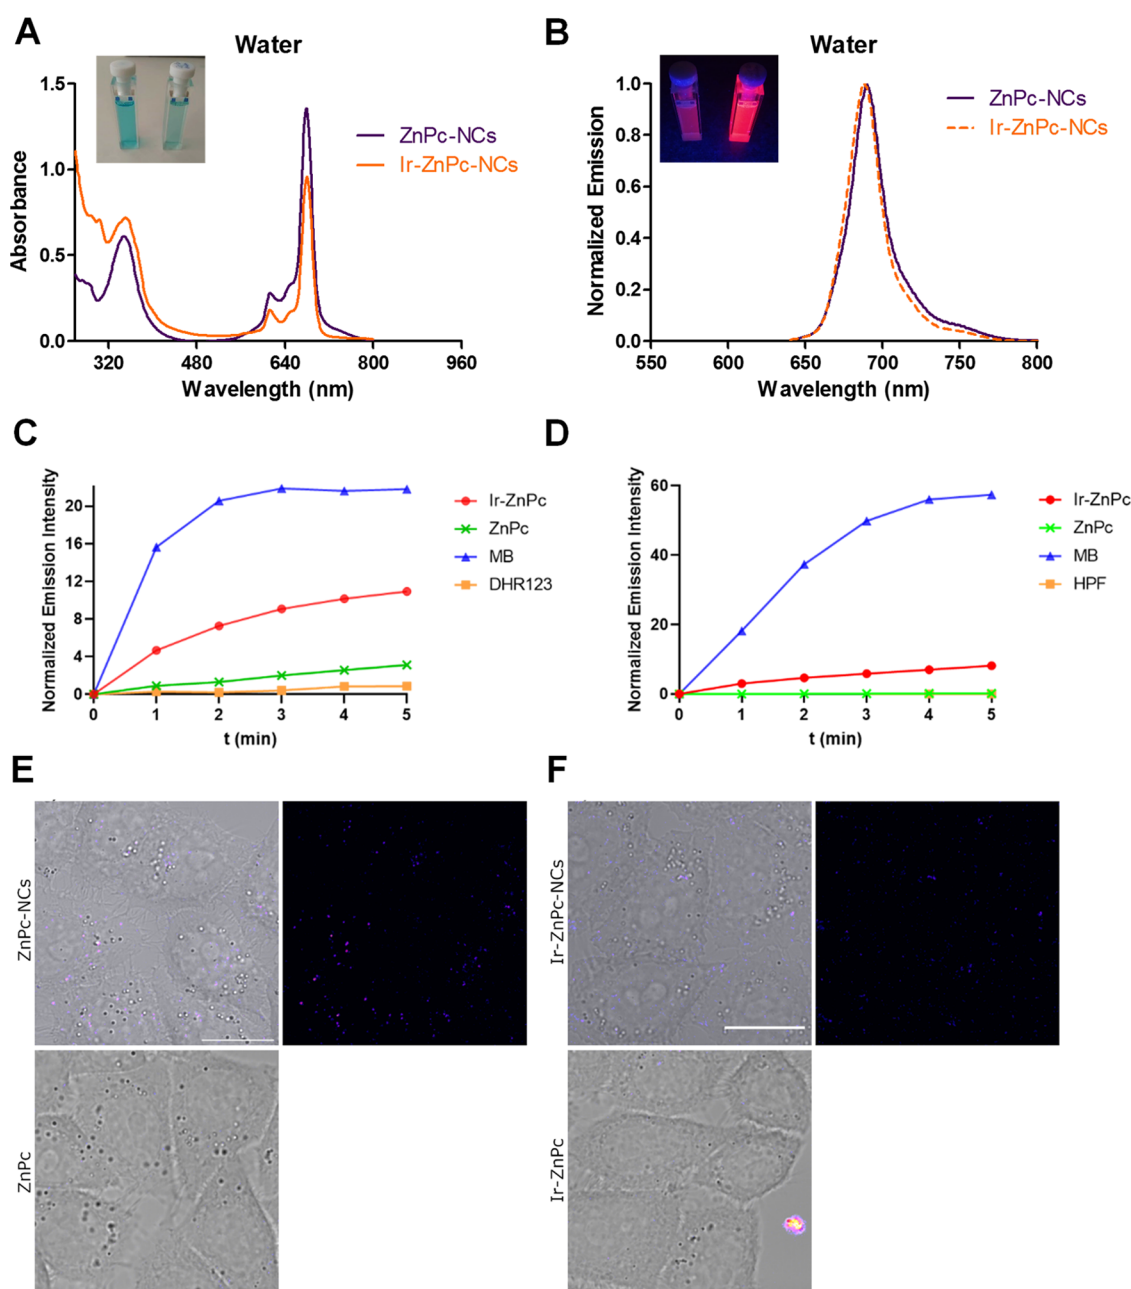 A
Water
1.5
1.0
0.5
0.0
Absorbance
ZnPc-NCs
Ir-ZnPc-NCs
320
480
640
800
960
Wavelength (nm)
B
Water
1.0
0.8
0.6
0.4
0.2
0.0
Normalized Emission
ZnPc-NCs
Ir-ZnPc-NCs
550
600
650
700
750
800
Wavelength (nm)
C
20
16
12
8
4
0
Normalized Emission Intensity
Ir-ZnPc
ZnPc
MB
DHR123
0
1
2
3
4
5
t (min)
D
60
40
20
0
Normalized Emission Intensity
Ir-ZnPc
ZnPc
MB
HPF
0
1
2
3
4
5
t (min)
E
ZnPc-NCs
ZnPc
F
Ir-ZnPc-NCs
Ir-ZnPc